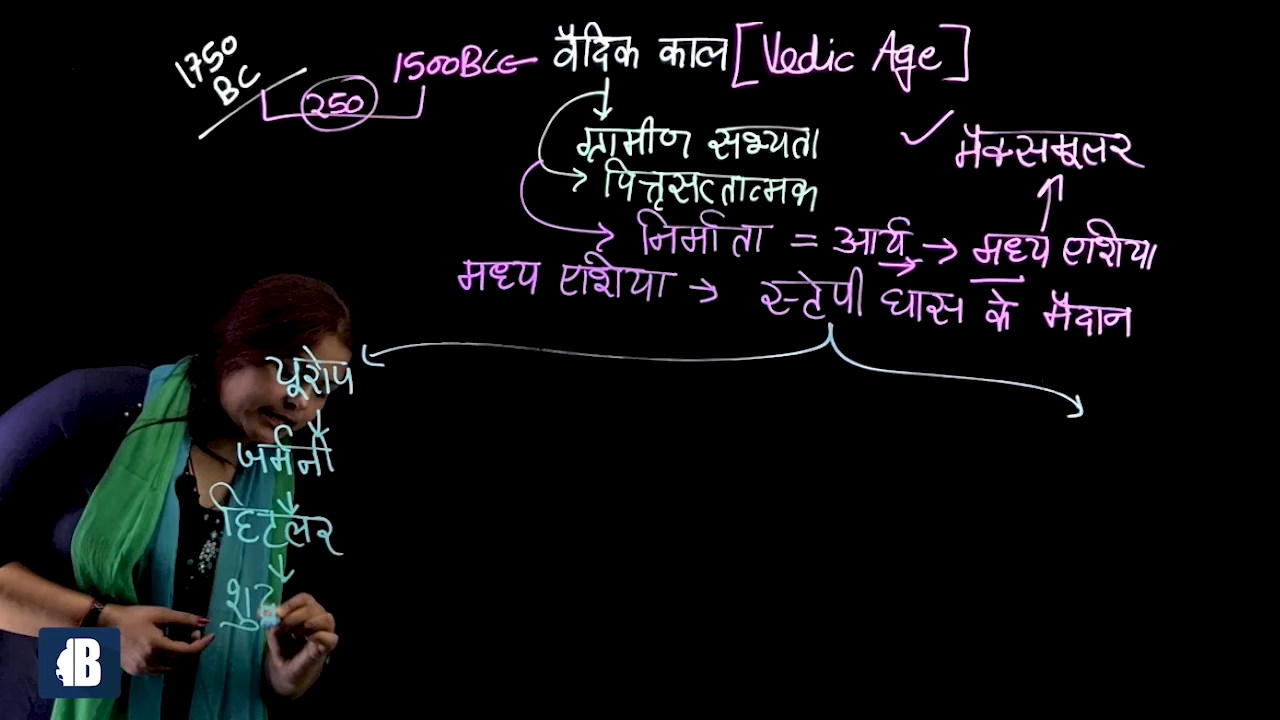 1750 BC
250
1500BCE वैदिक काल [Vedic Age]
ग्रामीण सभ्यता
पितृसत्तात्मक
मैक्समूलर
निर्माता = आर्य → मध्य एशिया
मध्य एशिया → स्टेपी घास के मैदान
यूरोप
जर्मनी
हिटलर
B